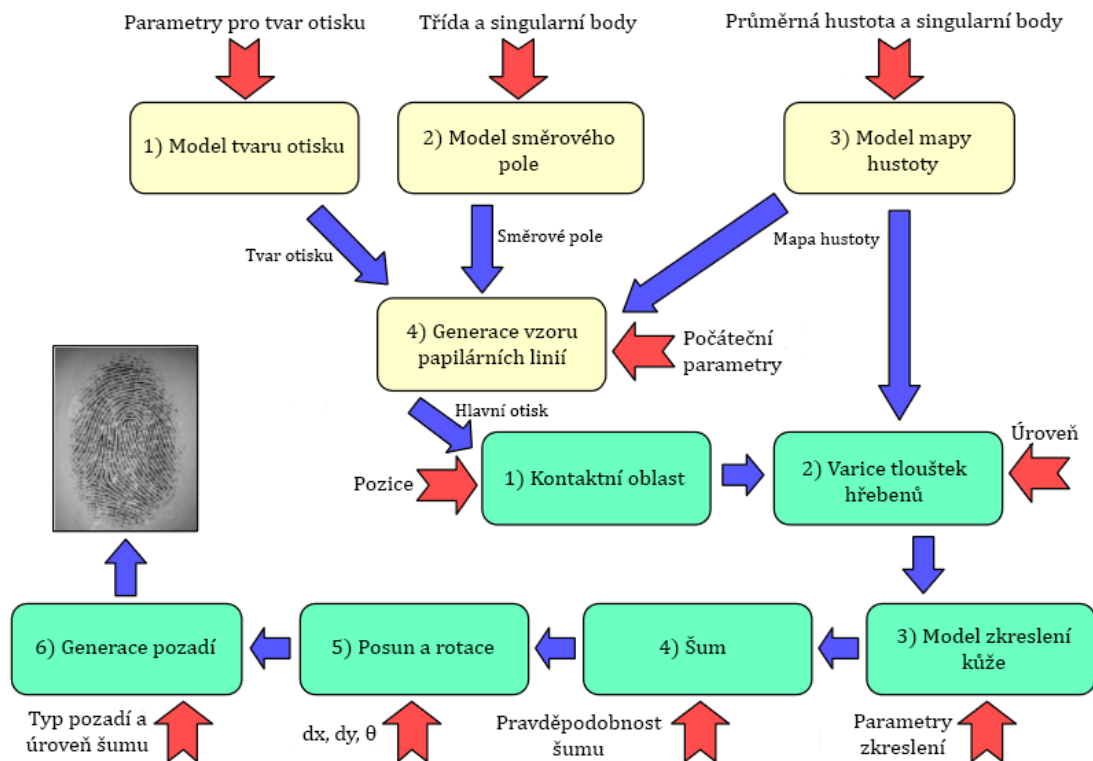 Parametry pro tvar otisku
Třída a singularní body
Průměrná hustota a singularní body
1) Model tvaru otisku
2) Model směrového
pole
3) Model mapy
hustoty
Tvar otisku
Směrové pole
Mapa hustoty
4) Generace vzoru
papilárních linií
Počáteční
parametry
Hlavní otisk
Pozice
1) Kontaktní oblast
2) Varice tlouštek
hřebenů
Úroveň
6) Generace pozadí
5) Posun a rotace
4) Šum
3) Model zkreslení
kůže
Typ pozadí a
úroveň šumu
dx, dy, θ
Pravděpodobnost
šumu
Parametry
zkreslení